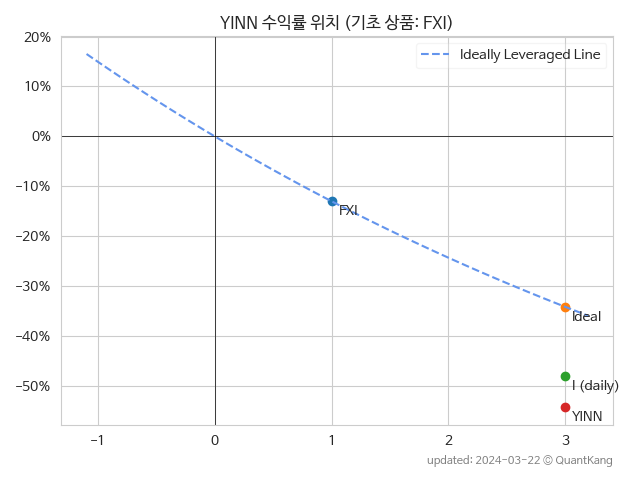 YINN 수익률 위치 (기초 상품: FXI)
20%
10%
0%
−10%
−20%
−30%
−40%
−50%
Ideally Leveraged Line
FXI
Ideal
I (daily)
YINN
−1
0
1
2
3
updated: 2024-03-22 © QuantKang